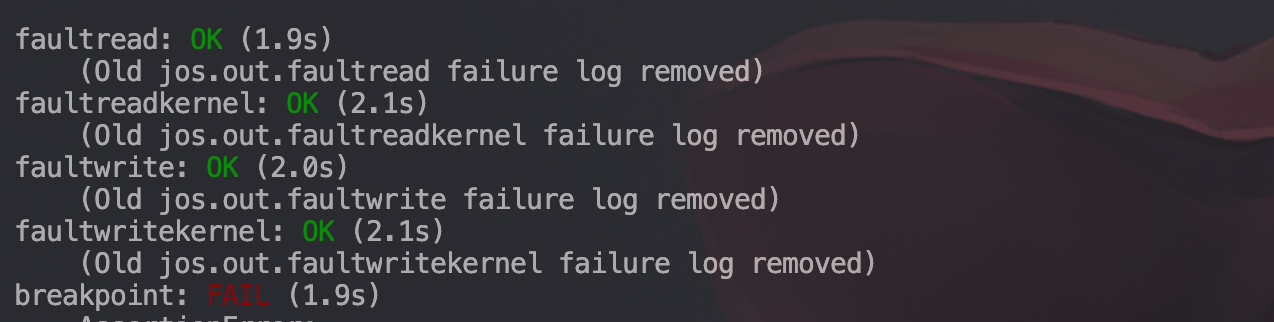 faultread: OK (1.9s)
(Old jos.out.faultread failure log removed)
faultreadkernel: OK (2.1s)
(Old jos.out.faultreadkernel failure log removed)
faultwrite: OK (2.0s)
(Old jos.out.faultwrite failure log removed)
faultwritekernel: OK (2.1s)
(Old jos.out.faultwritekernel failure log removed)
breakpoint: FAIL (1.9s)